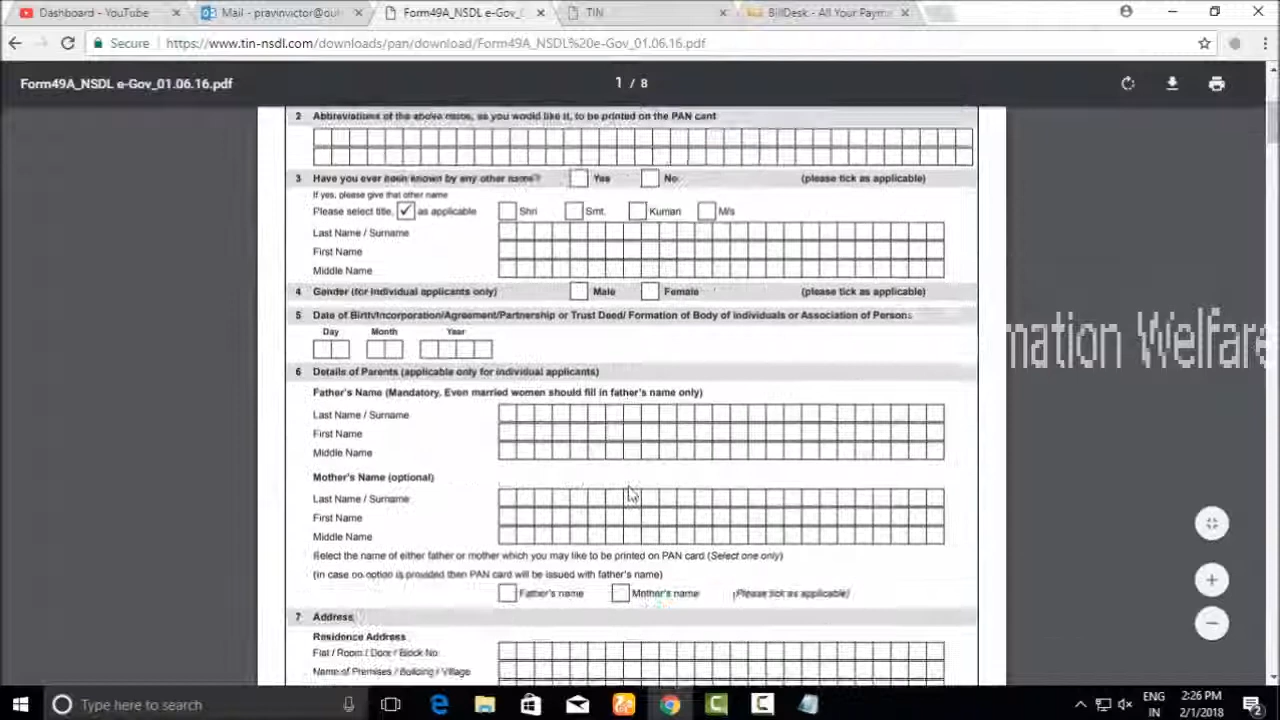 Dashboard - YouTube
Mail - pravinvictor@out
Form49A_NSDL e-Gov_0
TIN
BillDesk - All Your Payme
Secure
https://www.tin-nsdl.com/downloads/pan/download/Form49A_NSDL%20e-Gov_01.06.16.pdf
Form49A_NSDL e-Gov_01.06.16.pdf
1 / 8
2 Abbreviations of the above name, as you would like it, to be printed on the PAN card
3 Have you ever been known by any other name? Yes No (please tick as applicable)
If yes, please give that other name
Please select title, ✓ as applicable Shri Smt. Kumari M/s
Last Name / Surname
First Name
Middle Name
4 Gender (for Individual applicants only) Male Female (please tick as applicable)
5 Date of Birth/Incorporation/Agreement/Partnership or Trust Deed/ Formation of Body of individuals or Association of Persons
Day Month Year
mation Welfare
6 Details of Parents (applicable only for individual applicants)
Father's Name (Mandatory, Even married women should fill in father's name only)
Last Name / Surname
First Name
Middle Name
Mother's Name (optional)
Last Name / Surname
First Name
Middle Name
Select the name of either father or mother which you may like to be printed on PAN card (Select one only)
(In case no option is provided then PAN card will be issued with father's name)
Father's name Mother's name (Please tick as applicable)
7 Address
Residence Address
Flat / Room / Door / Block No.
Name of Premises / Building / Village
Type here to search
ENG
IN
2:26 PM
2/1/2018
2